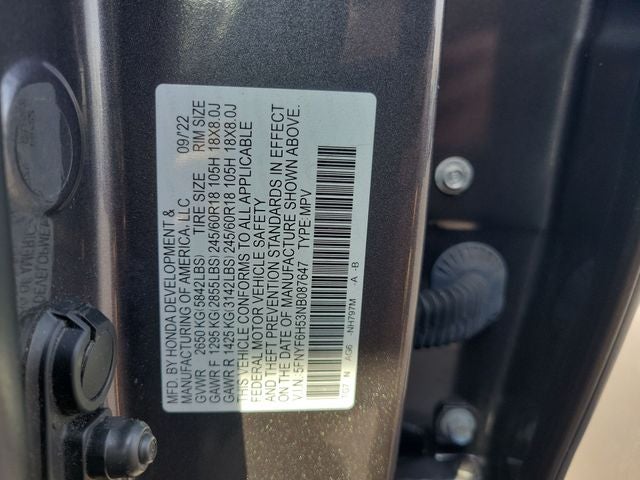 MFD. BY HONDA DEVELOPMENT & 09/'22
MANUFACTURING OF AMERICA, LLC
GVWR 2650 KG(5842LBS) TIRE SIZE RIM SIZE
GAWR F 1295 KG(2855LBS) 245/60R18 105H 18X8.0J
GAWR R 1425 KG(3142LBS) 245/60R18 105H 18X8.0J
THIS VEHICLE CONFORMS TO ALL APPLICABLE
FEDERAL MOTOR VEHICLE SAFETY
AND THEFT PREVENTION STANDARDS IN EFFECT
ON THE DATE OF MANUFACTURE SHOWN ABOVE.
V.I.N. 5FNYF6H53NB087647 TYPE:MPV
TG7 N AG6 NH797M -A -B